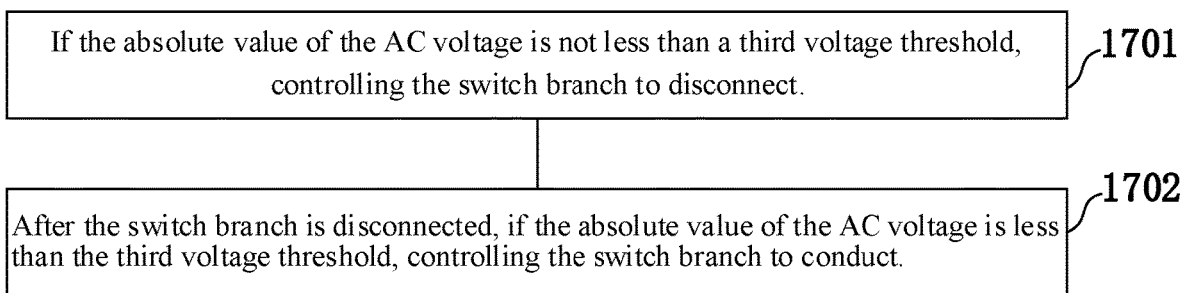 If the absolute value of the AC voltage is not less than a third voltage threshold,
controlling the switch branch to disconnect.
1701
After the switch branch is disconnected, if the absolute value of the AC voltage is less
than the third voltage threshold, controlling the switch branch to conduct.
1702